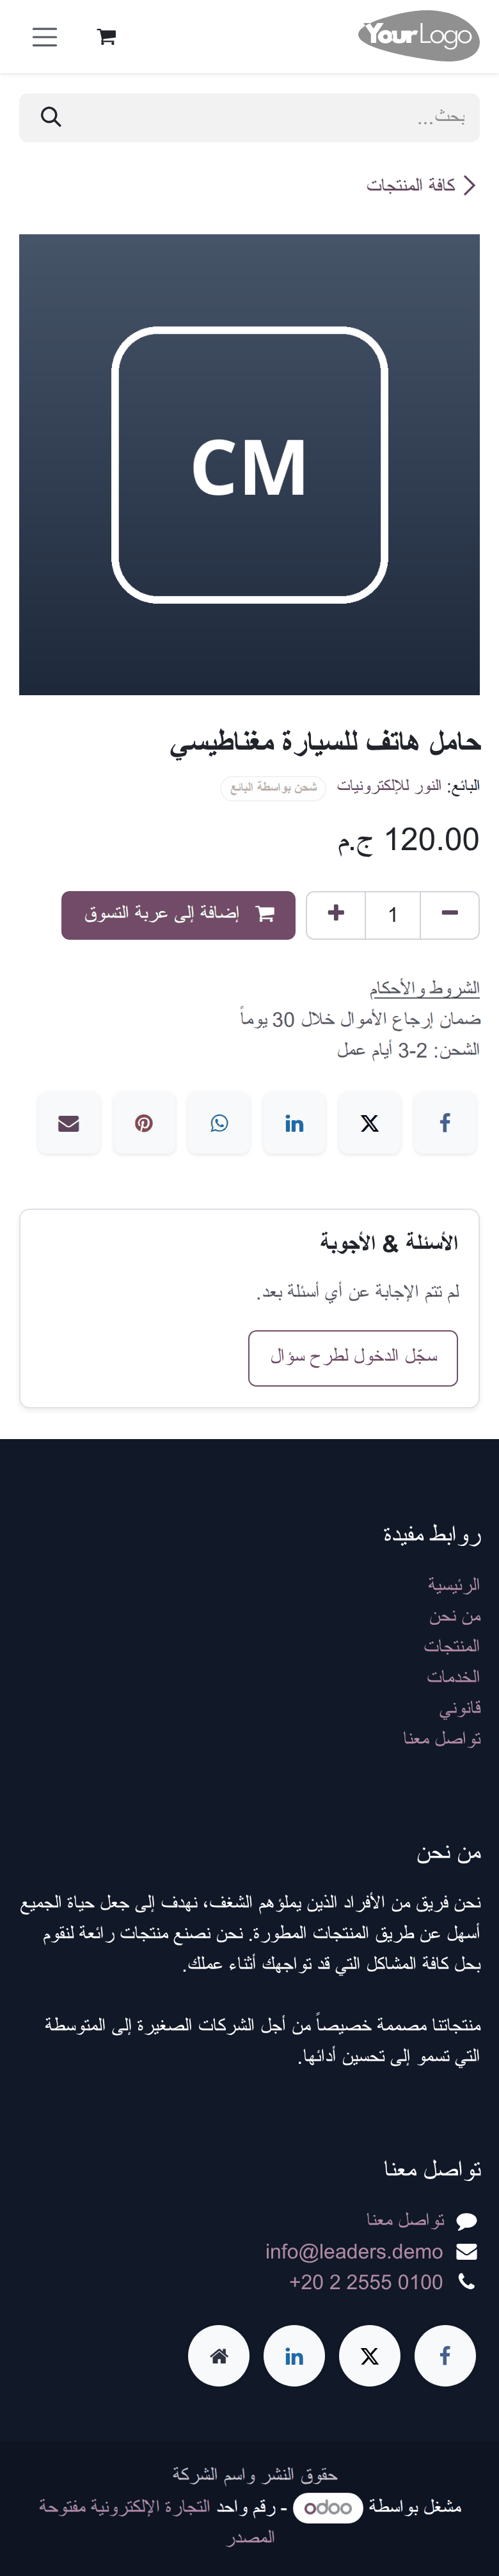 YourLogo
بحث...
كافة المنتجات
CM
حامل هاتف للسيارة مغناطيسي
البائع: النور للإلكترونيات شحن بواسطة البائع
120.00 ج.م
1
إضافة إلى عربة التسوق
الشروط والأحكام
ضمان إرجاع الأموال خلال 30 يوماً
الشحن: 2-3 أيام عمل
الأسئلة & الأجوبة
لم تتم الإجابة عن أي أسئلة بعد.
سجّل الدخول لطرح سؤال
روابط مفيدة
الرئيسية
من نحن
المنتجات
الخدمات
قانوني
تواصل معنا
من نحن
نحن فريق من الأفراد الذين يملؤهم الشغف، نهدف إلى جعل حياة الجميع
أسهل عن طريق المنتجات المطورة. نحن نصنع منتجات رائعة لنقوم
بحل كافة المشاكل التي قد تواجهك أثناء عملك.
منتجاتنا مصممة خصيصاً من أجل الشركات الصغيرة إلى المتوسطة
التي تسمو إلى تحسين أدائها.
تواصل معنا
تواصل معنا
info@leaders.demo
+20 2 2555 0100
حقوق النشر واسم الشركة
مشغل بواسطة odoo - رقم واحد التجارة الإلكترونية مفتوحة
المصدر